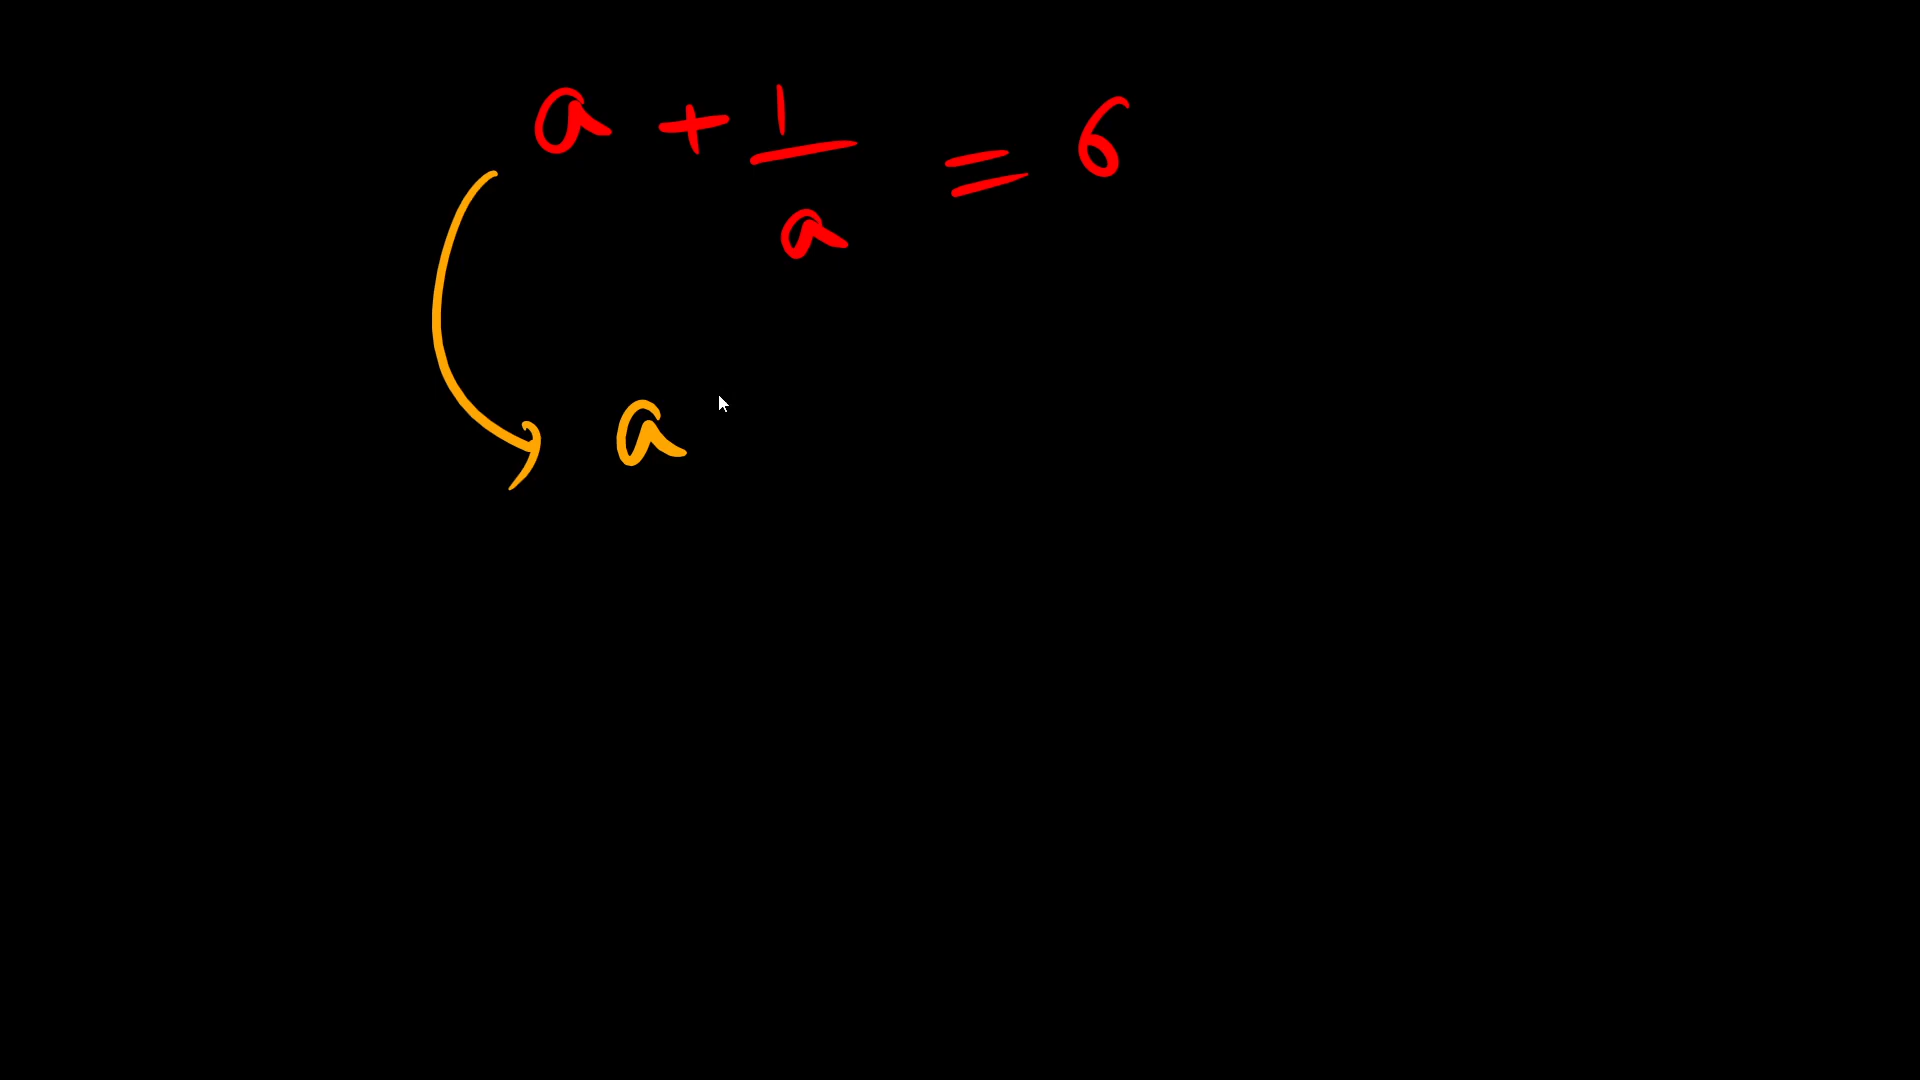 a + 1/a = 6
a